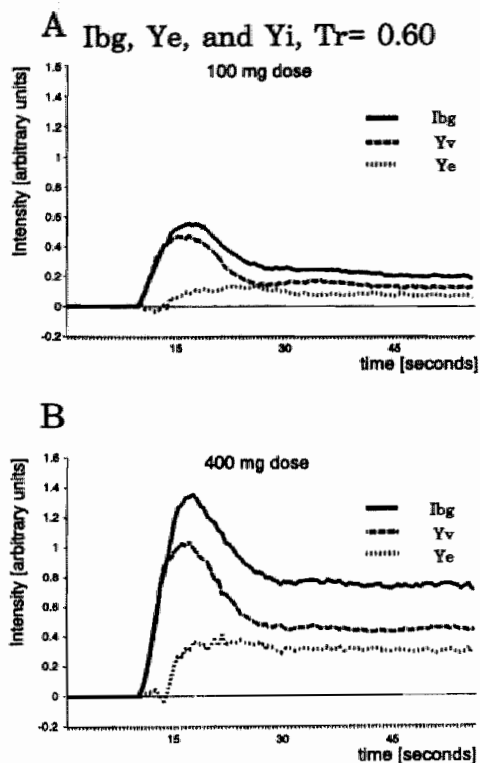 A
Ibg, Ye, and Yi, Tr= 0.60
100 mg dose
Intensity [arbitrary units]
1.6
1.4
1.2
1
0.8
0.6
0.4
0.2
0
-0.2
Ibg
Yv
Ye
15
30
45
time [seconds]
B
400 mg dose
Intensity [arbitrary units]
1.6
1.4
1.2
1
0.8
0.6
0.4
0.2
0
-0.2
Ibg
Yv
Ye
15
30
45
time [seconds]